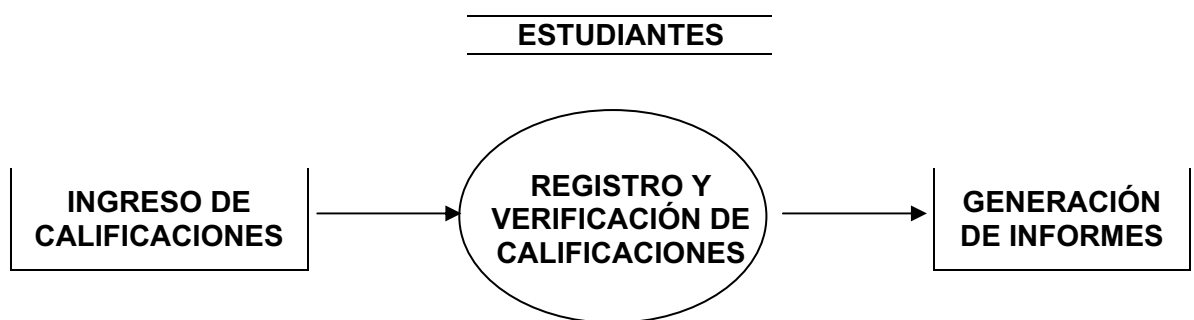 ESTUDIANTES
INGRESO DE
CALIFICACIONES
REGISTRO Y
VERIFICACIÓN DE
CALIFICACIONES
GENERACIÓN
DE INFORMES